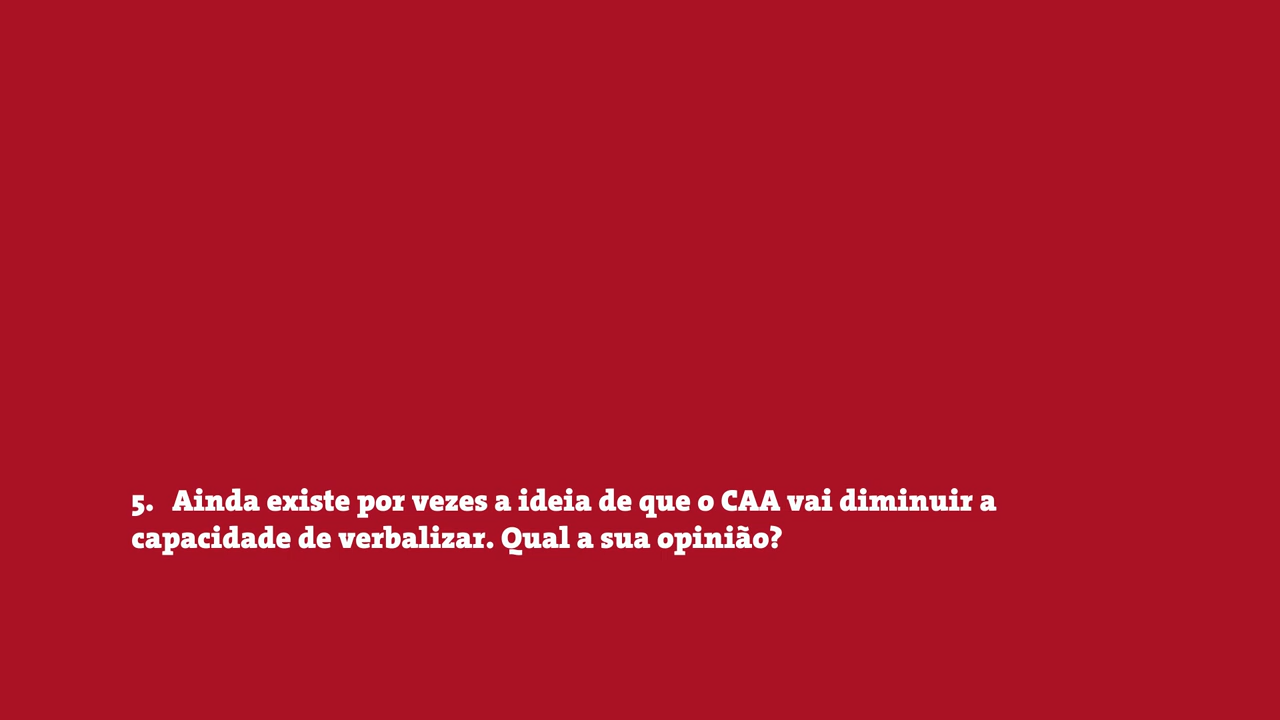 5. Ainda existe por vezes a ideia de que o CAA vai diminuir a
capacidade de verbalizar. Qual a sua opinião?